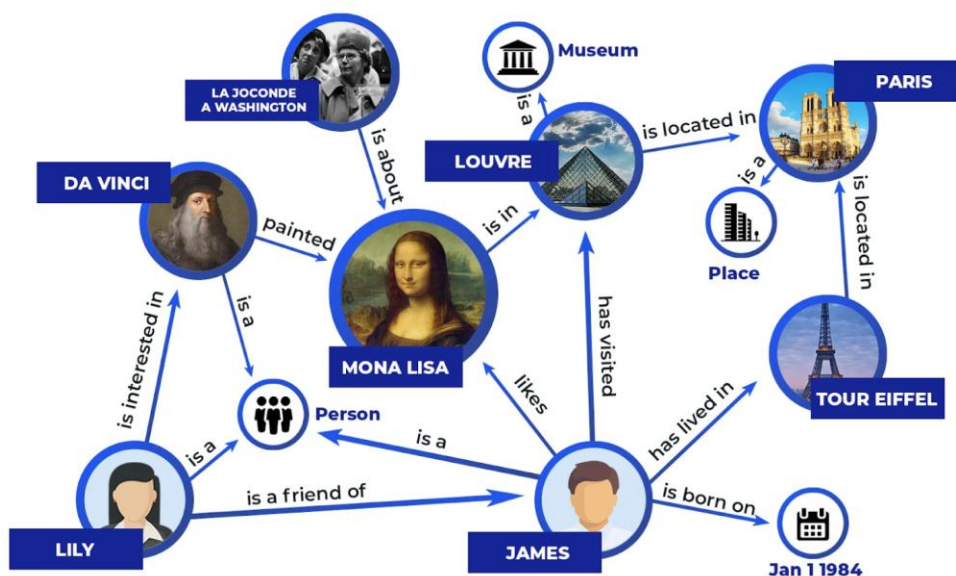 LA JOCONDE
A WASHINGTON
Museum
PARIS
is a
is located in
LOUVRE
is about
DA VINCI
is a
is located in
painted
is in
Place
is a
has visited
is interested in
MONA LISA
likes
TOUR EIFFEL
Person
has lived in
is a
is a
is a friend of
is born on
LILY
JAMES
Jan 1 1984